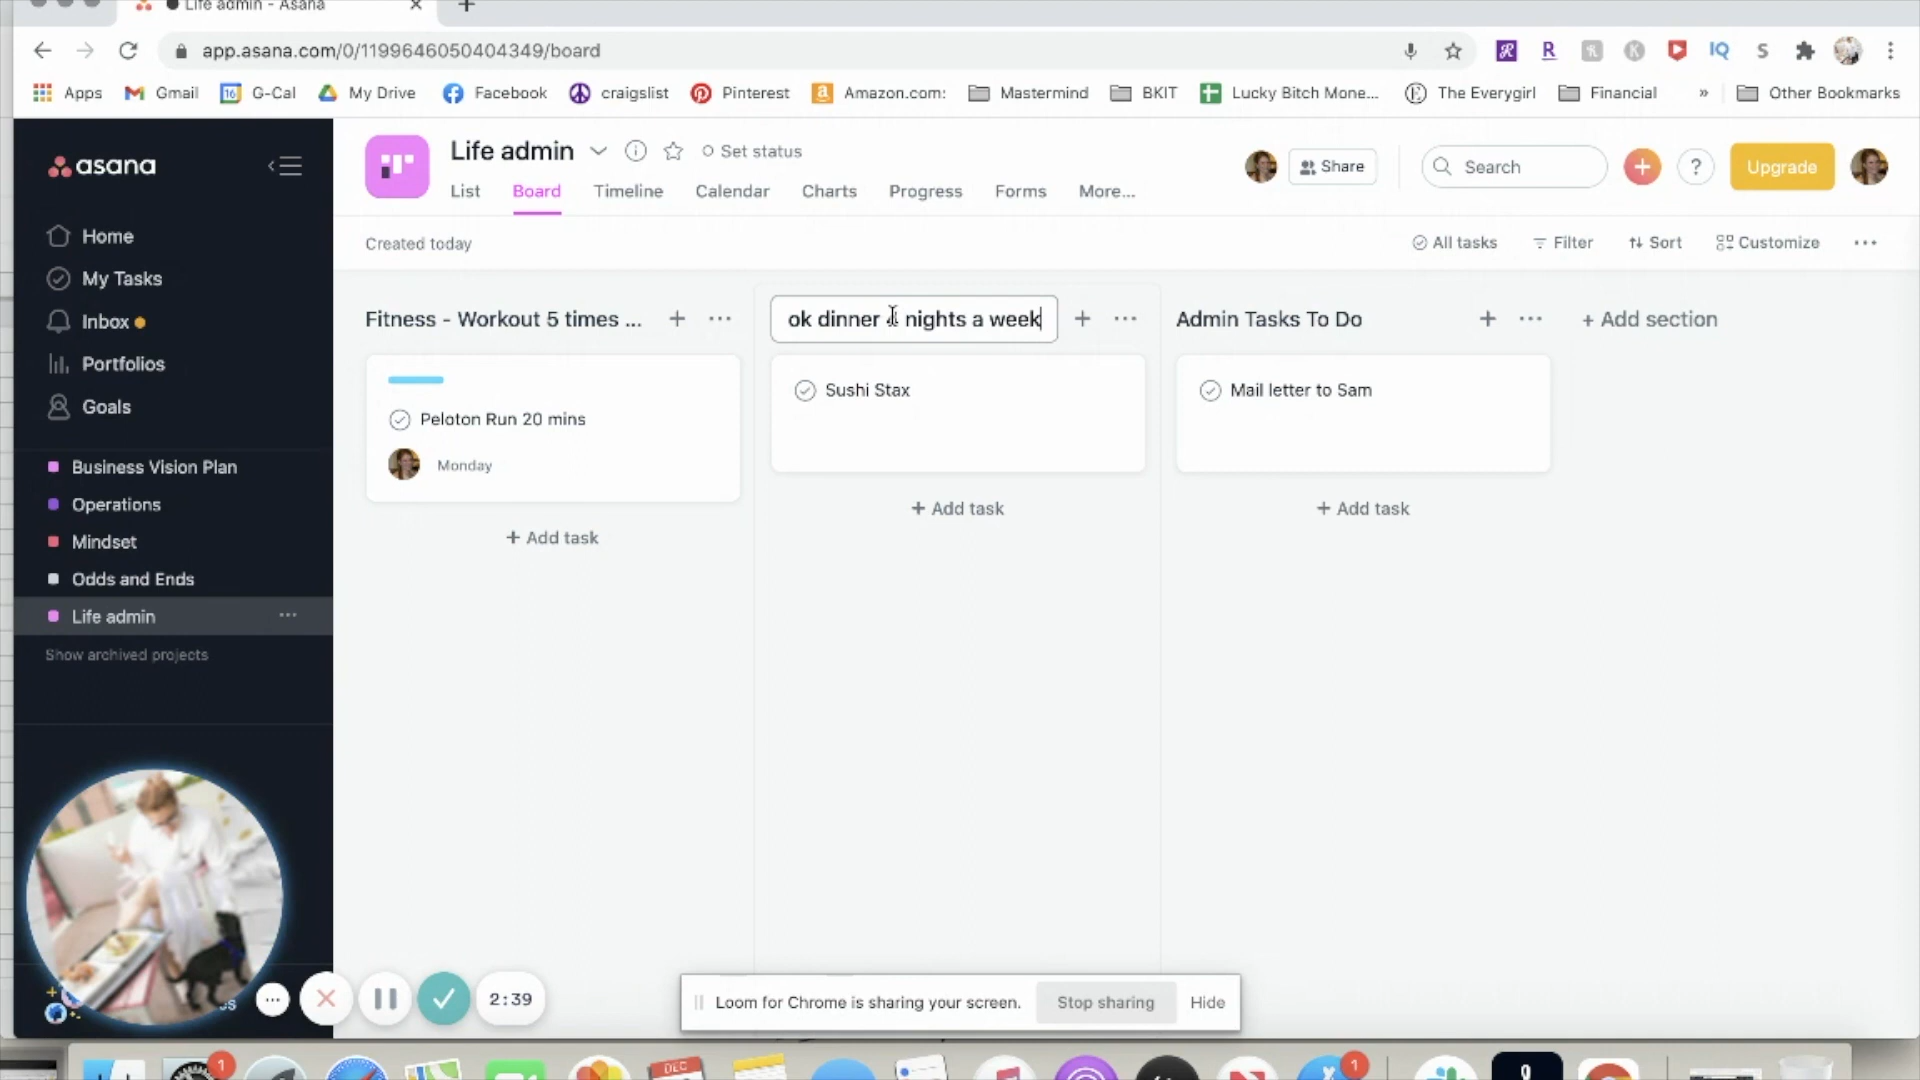 Life admin - Asana
app.asana.com/0/1199646050404349/board
Apps
Gmail
16
G-Cal
My Drive
Facebook
craigslist
Pinterest
Amazon.com:
Mastermind
BKIT
Lucky Bitch Mone...
The Everygirl
Financial
»
Other Bookmarks
asana
Life admin
Set status
Share
Search
?
Upgrade
List
Board
Timeline
Calendar
Charts
Progress
Forms
More...
Home
My Tasks
Inbox
Portfolios
Goals
Created today
All tasks
Filter
Sort
Customize
Fitness - Workout 5 times ...
ok dinner 4 nights a week
Admin Tasks To Do
+ Add section
Peloton Run 20 mins
Monday
+ Add task
Sushi Stax
+ Add task
Mail letter to Sam
+ Add task
Business Vision Plan
Operations
Mindset
Odds and Ends
Life admin
Show archived projects
2:39
Loom for Chrome is sharing your screen.
Stop sharing
Hide
1
DEC
1